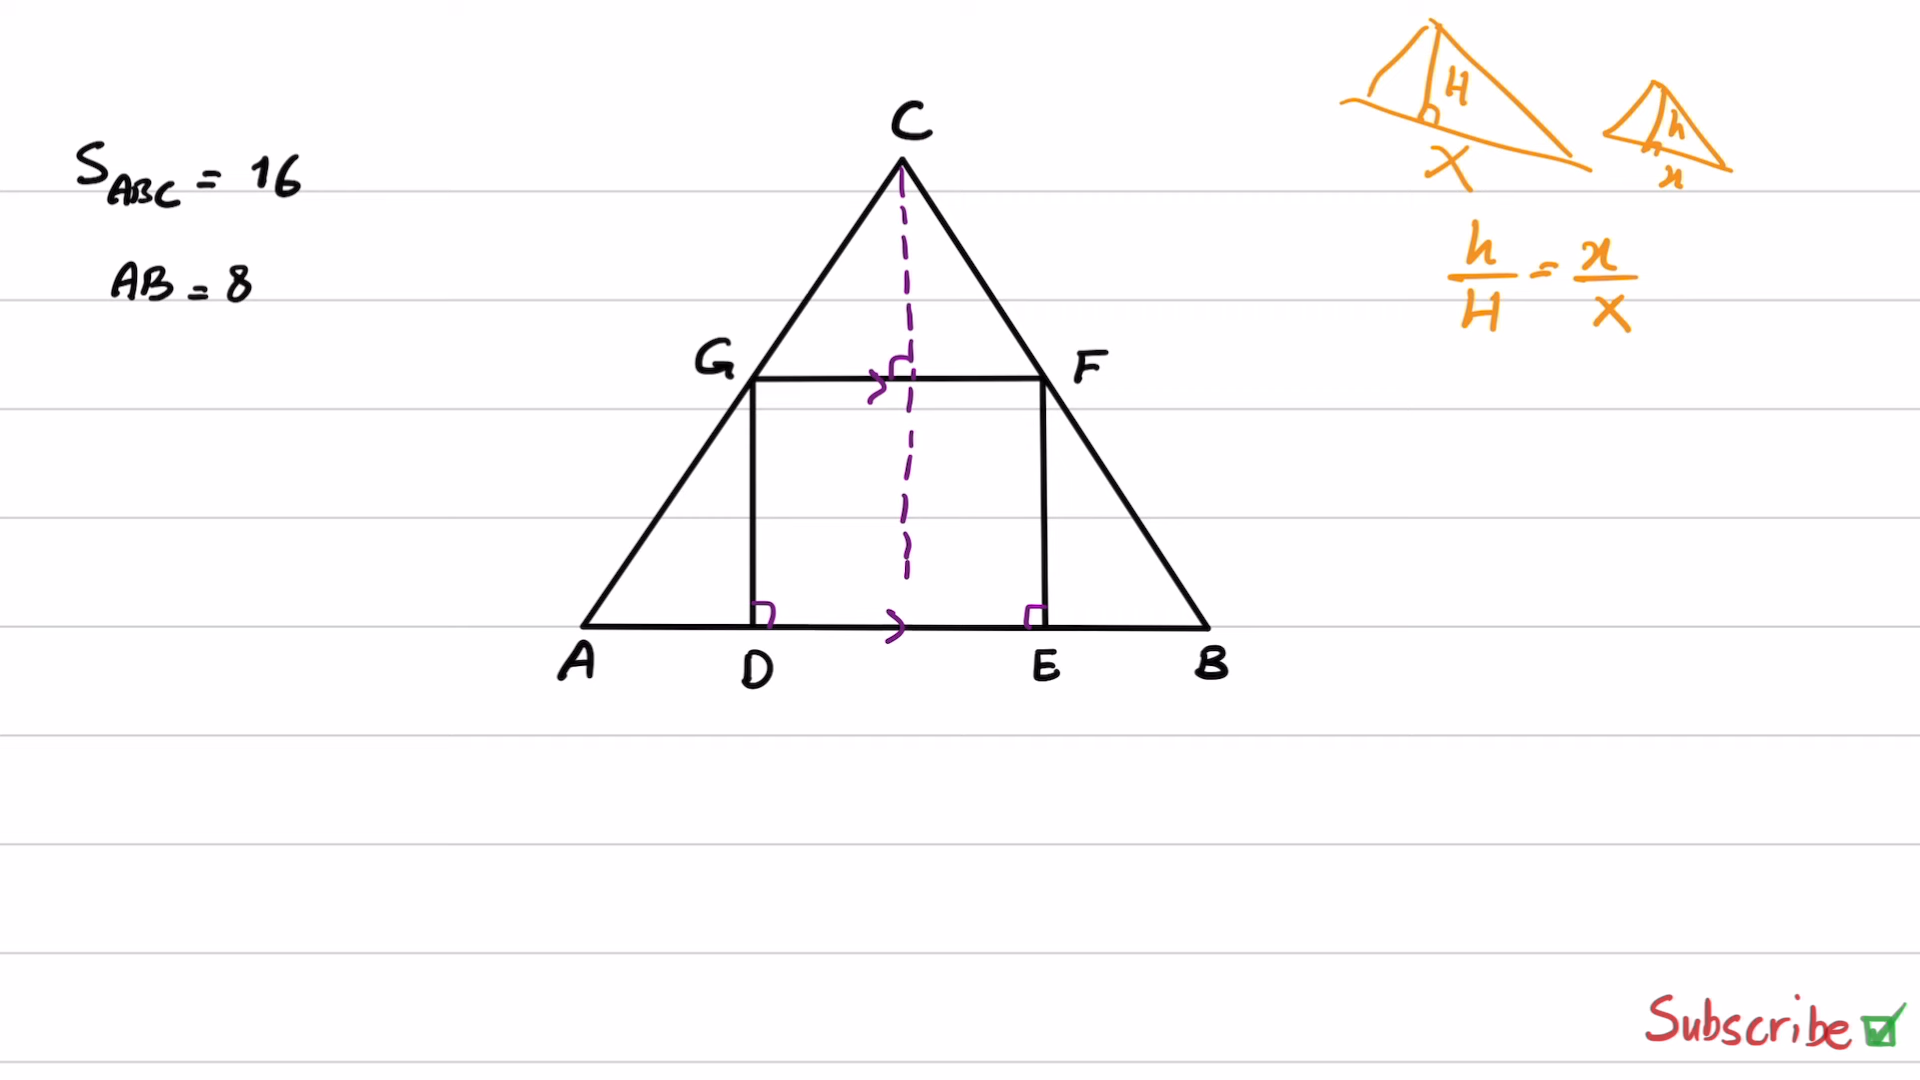 S_ABC = 16
AB = 8
C
G
F
A
D
E
B
H
X
h
x
h/H = x/X
Subscribe